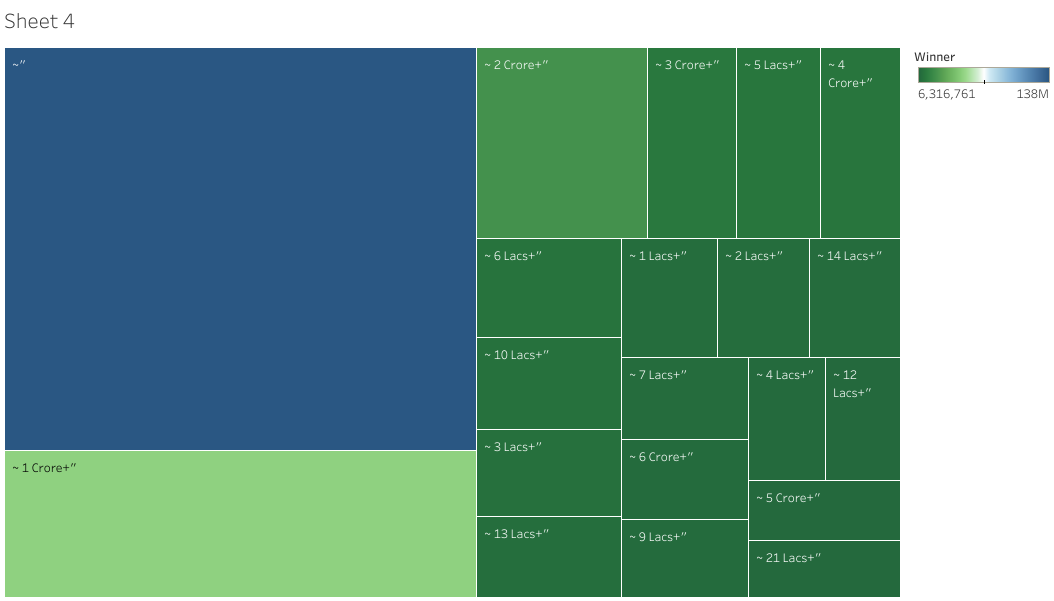 Sheet 4
~”
~ 2 Crore+”
~ 3 Crore+”
~ 5 Lacs+”
~ 4
Crore+”
Winner
6,316,761
138M
~ 6 Lacs+”
~ 1 Lacs+”
~ 2 Lacs+”
~ 14 Lacs+”
~ 10 Lacs+”
~ 7 Lacs+”
~ 4 Lacs+”
~ 12
Lacs+”
~ 3 Lacs+”
~ 6 Crore+”
~ 1 Crore+”
~ 5 Crore+”
~ 13 Lacs+”
~ 9 Lacs+”
~ 21 Lacs+”